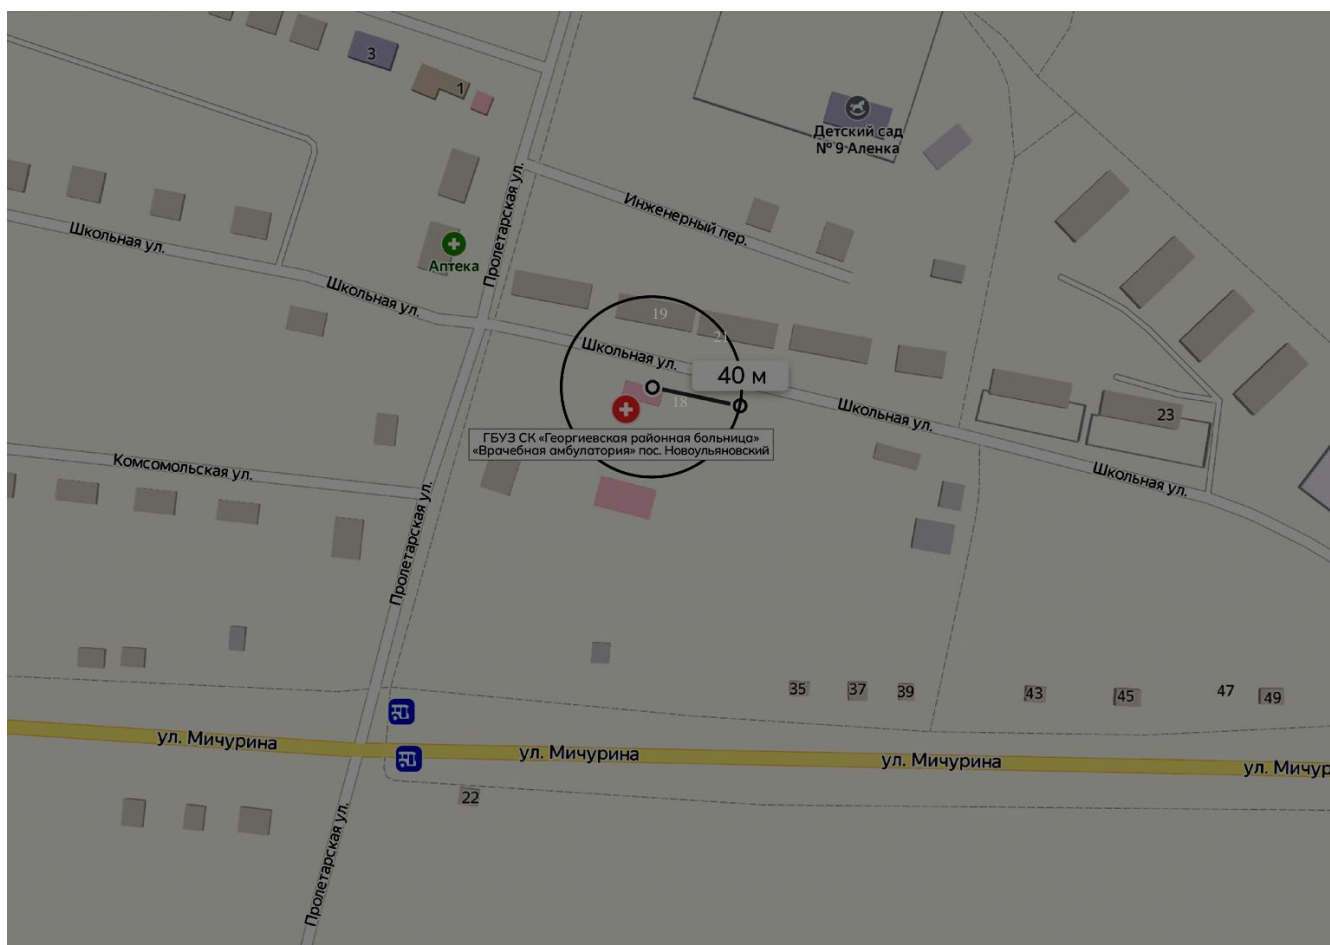 3
1
Детский сад
№ 9 Аленка
Пролетарская ул.
Инженерный пер.
Школьная ул.
Аптека
Школьная ул.
19
21
Школьная ул.
40 м
18
Школьная ул.
23
ГБУЗ СК «Георгиевская районная больница»
«Врачебная амбулатория» пос. Новоульяновский
Комсомольская ул.
Школьная ул.
Пролетарская ул.
35
37
39
43
45
47
49
ул. Мичурина
ул. Мичурина
ул. Мичурина
ул. Мичур
22
Пролетарская ул.